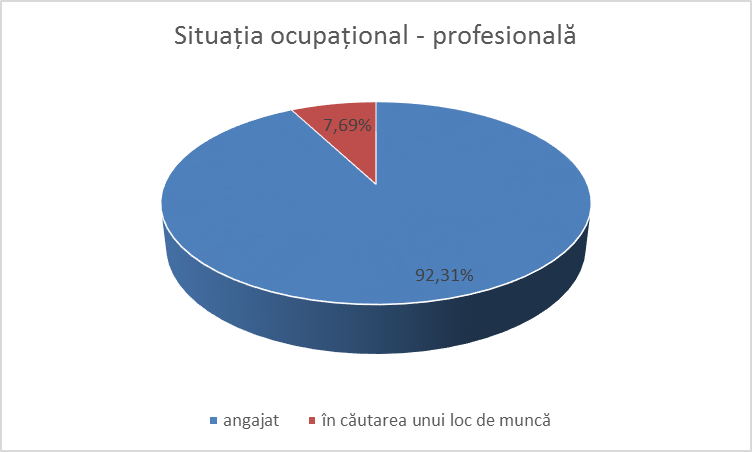 Situația ocupațional - profesională
7,69%
92,31%
angajat
în căutarea unui loc de muncă